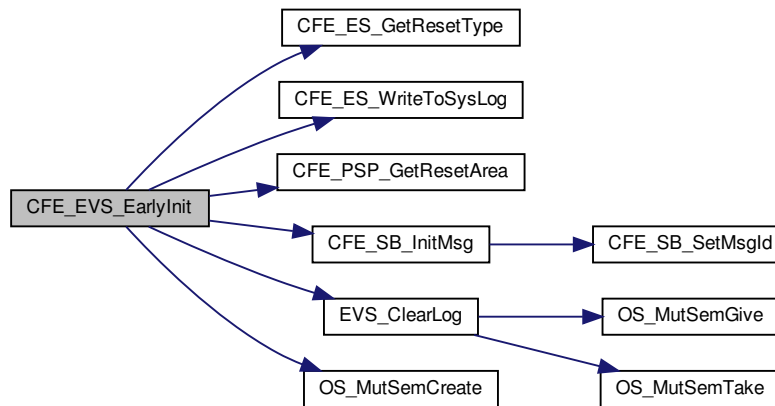 CFE_ES_GetResetType
CFE_ES_WriteToSysLog
CFE_PSP_GetResetArea
CFE_EVS_EarlyInit
CFE_SB_InitMsg
CFE_SB_SetMsgId
EVS_ClearLog
OS_MutSemGive
OS_MutSemCreate
OS_MutSemTake